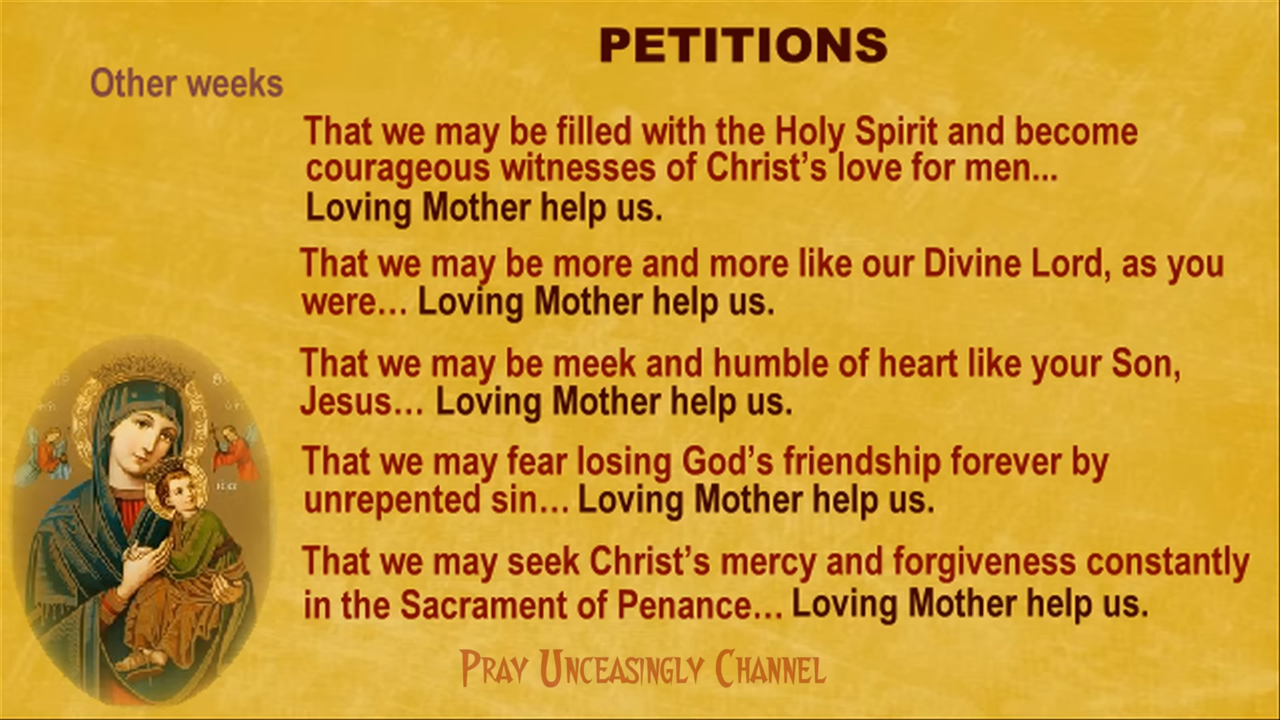 PETITIONS
Other weeks
That we may be filled with the Holy Spirit and become
courageous witnesses of Christ's love for men...
Loving Mother help us.
That we may be more and more like our Divine Lord, as you
were… Loving Mother help us.
That we may be meek and humble of heart like your Son,
Jesus… Loving Mother help us.
That we may fear losing God's friendship forever by
unrepented sin… Loving Mother help us.
That we may seek Christ's mercy and forgiveness constantly
in the Sacrament of Penance… Loving Mother help us.
PRAY UNCEASINGLY CHANNEL